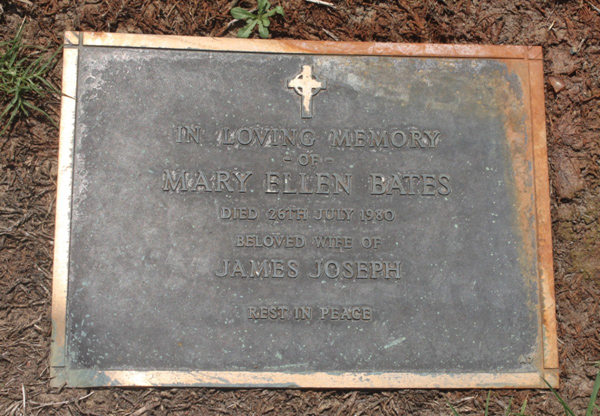 IN LOVING MEMORY
- OF -
MARY ELLEN BATES
DIED 26TH JULY 1980
BELOVED WIFE OF
JAMES JOSEPH
REST IN PEACE